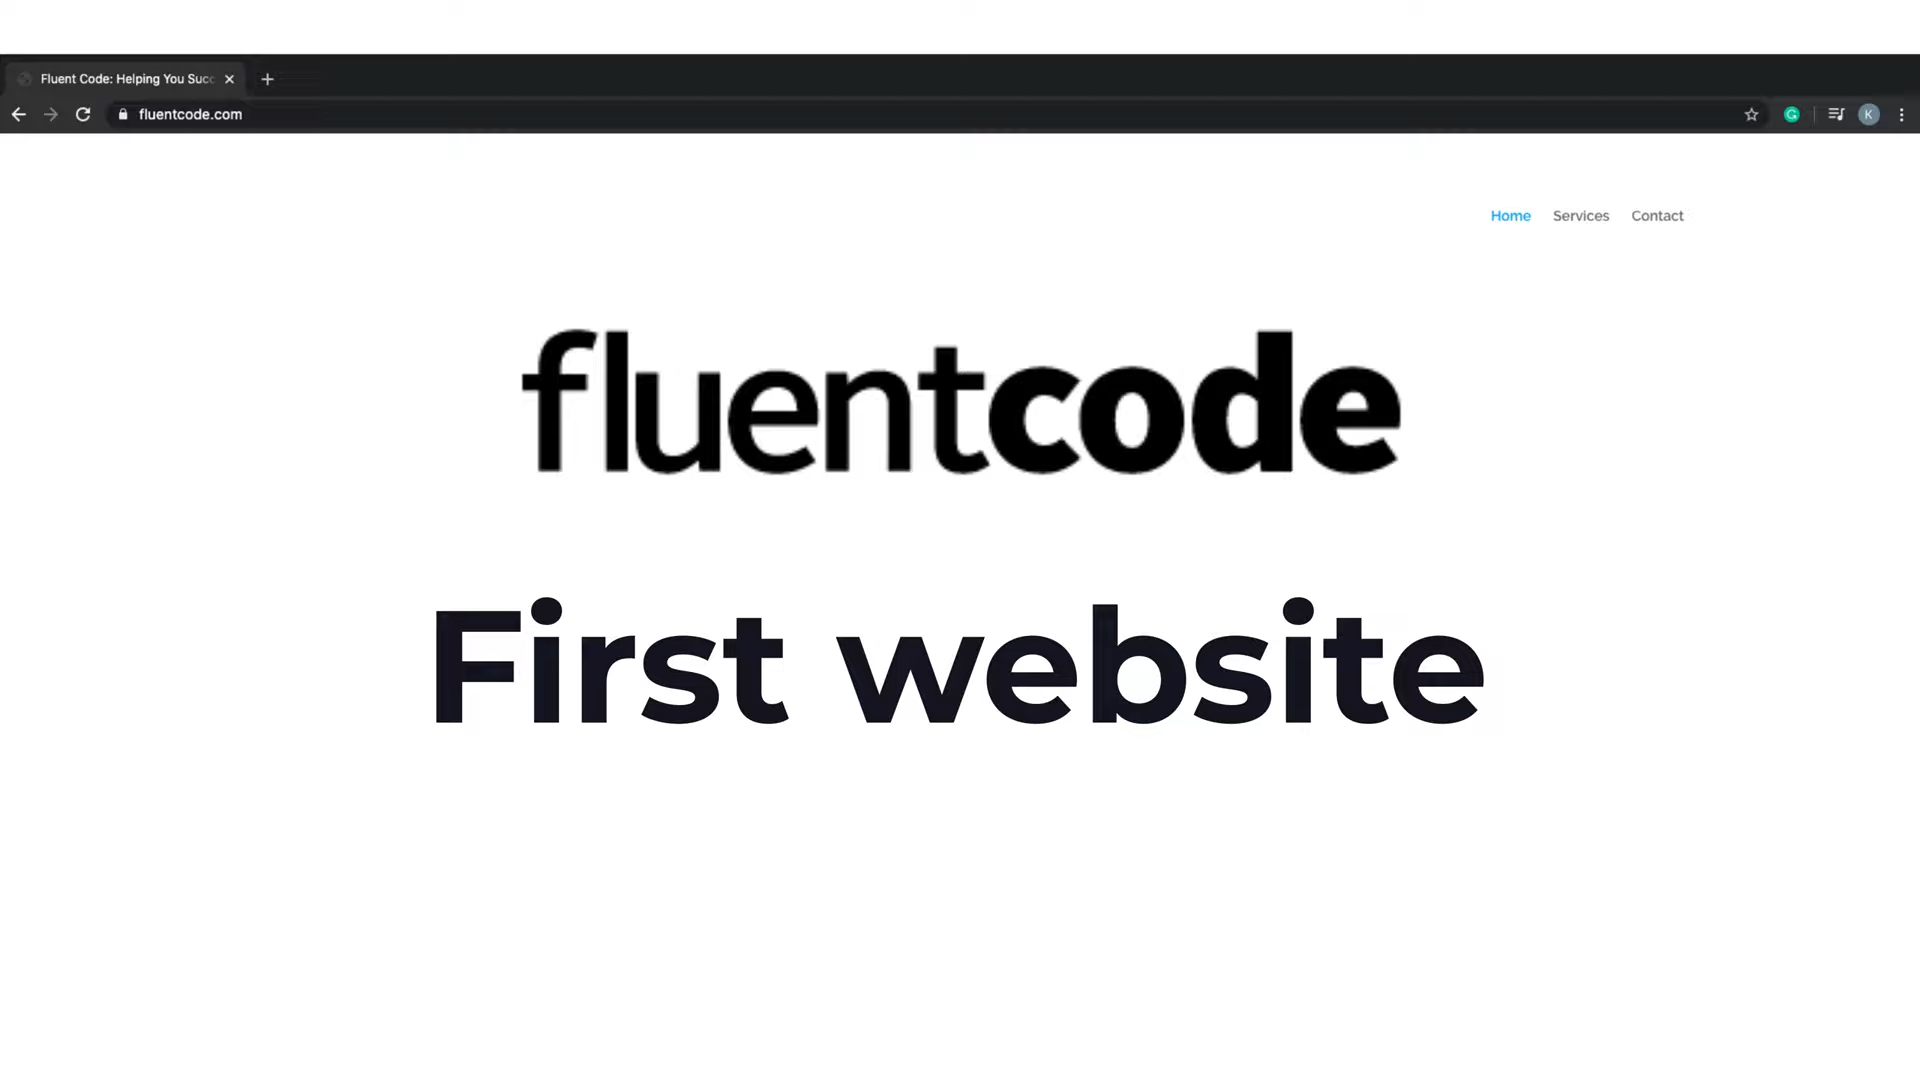 Fluent Code: Helping You Succ
fluentcode.com
K
Home Services Contact
fluentcode
First website